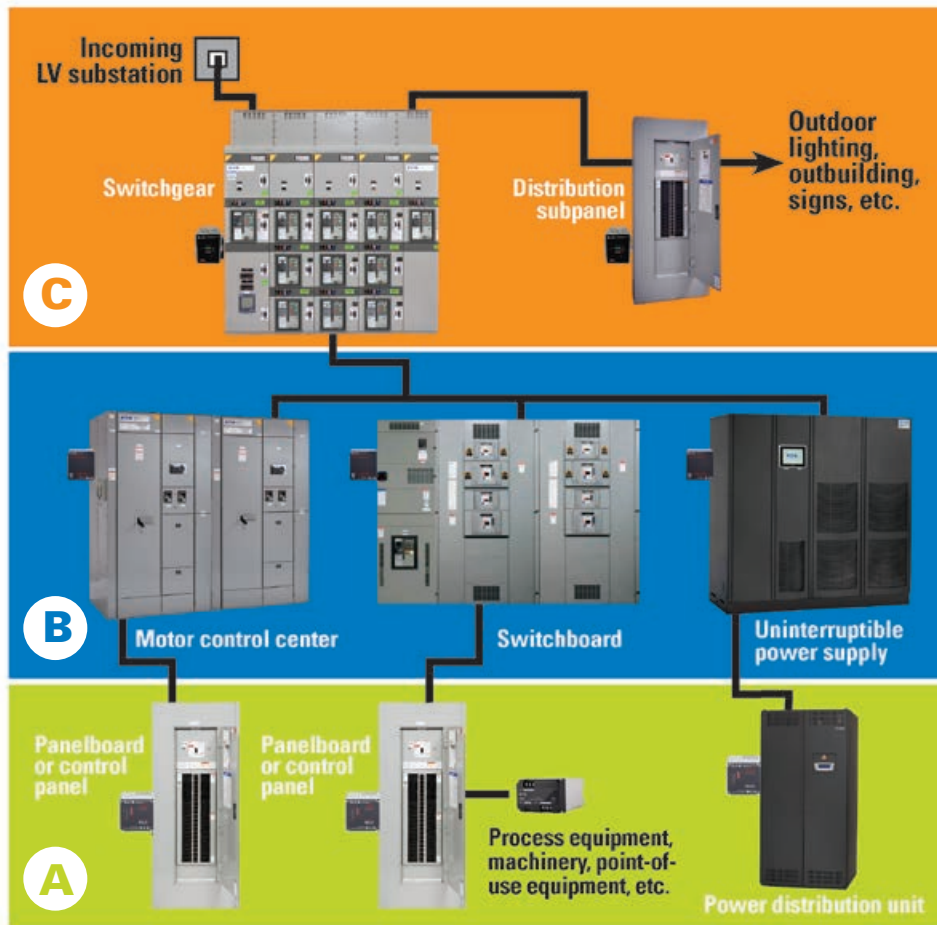 Incoming
LV substation
Switchgear
Distribution
subpanel
Outdoor
lighting,
outbuilding,
signs, etc.
C
Motor control center
Switchboard
Uninterruptible
power supply
B
Panelboard
or control
panel
Panelboard
or control
panel
Process equipment,
machinery, point-of-
use equipment, etc.
Power distribution unit
A